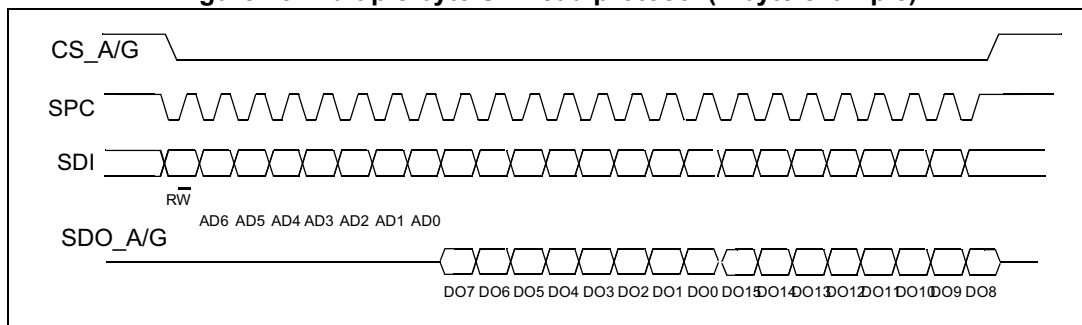 CS_A/G
SPC
SDI
RW
AD6 AD5 AD4 AD3 AD2 AD1 AD0
SDO_A/G
DO7 DO6 DO5 DO4 DO3 DO2 DO1 DO0 DO15 DO14 DO13 DO12 DO11 DO10 DO9 DO8